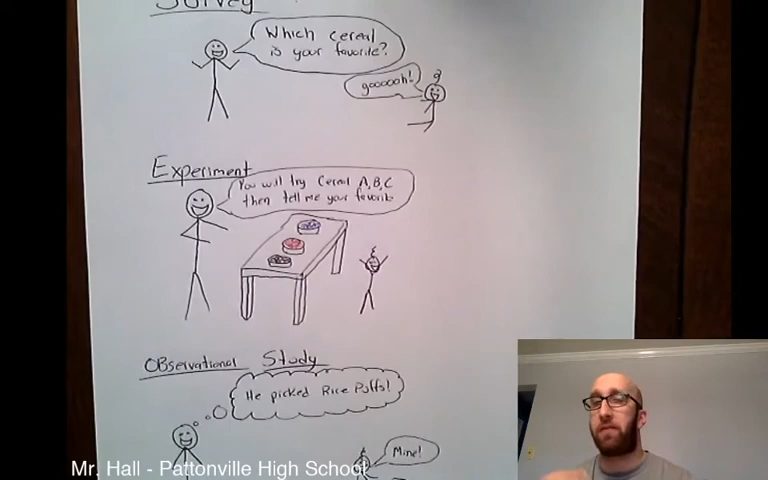 Survey
Which cereal
is your favorite?
goooooh!
Experiment
You will try Cereal A,B,C
then tell me your favorite
OBservational Study
He picked Rice Puffs!
Mine!
Mr. Hall - Pattonville High School